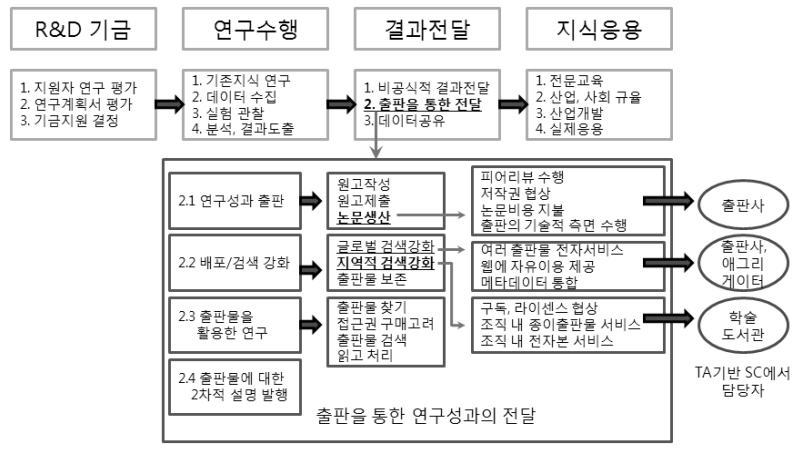 R&D 기금
연구수행
결과전달
지식응용
1. 지원자 연구 평가
2. 연구계획서 평가
3. 기금지원 결정
1. 기존지식 연구
2. 데이터 수집
3. 실험 관찰
4. 분석, 결과도출
1. 비공식적 결과전달
2. 출판을 통한 전달
3. 데이터공유
1. 전문교육
2. 산업, 사회 규율
3. 산업개발
4. 실제응용
2.1 연구성과 출판
원고작성
원고제출
논문생산
피어리뷰 수행
저작권 협상
논문비용 지불
출판의 기술적 측면 수행
출판사
2.2 배포/검색 강화
글로벌 검색강화
지역적 검색강화
출판물 보존
여러 출판물 전자서비스
웹에 자유이용 제공
메타데이터 통합
출판사,
애그리
게이터
2.3 출판물을
활용한 연구
출판물 찾기
접근권 구매고려
출판물 검색
읽고 처리
구독, 라이센스 협상
조직 내 종이출판물 서비스
조직 내 전자본 서비스
학술
도서관
2.4 출판물에 대한
2차적 설명 발행
TA기반 SC에서
담당자
출판을 통한 연구성과의 전달